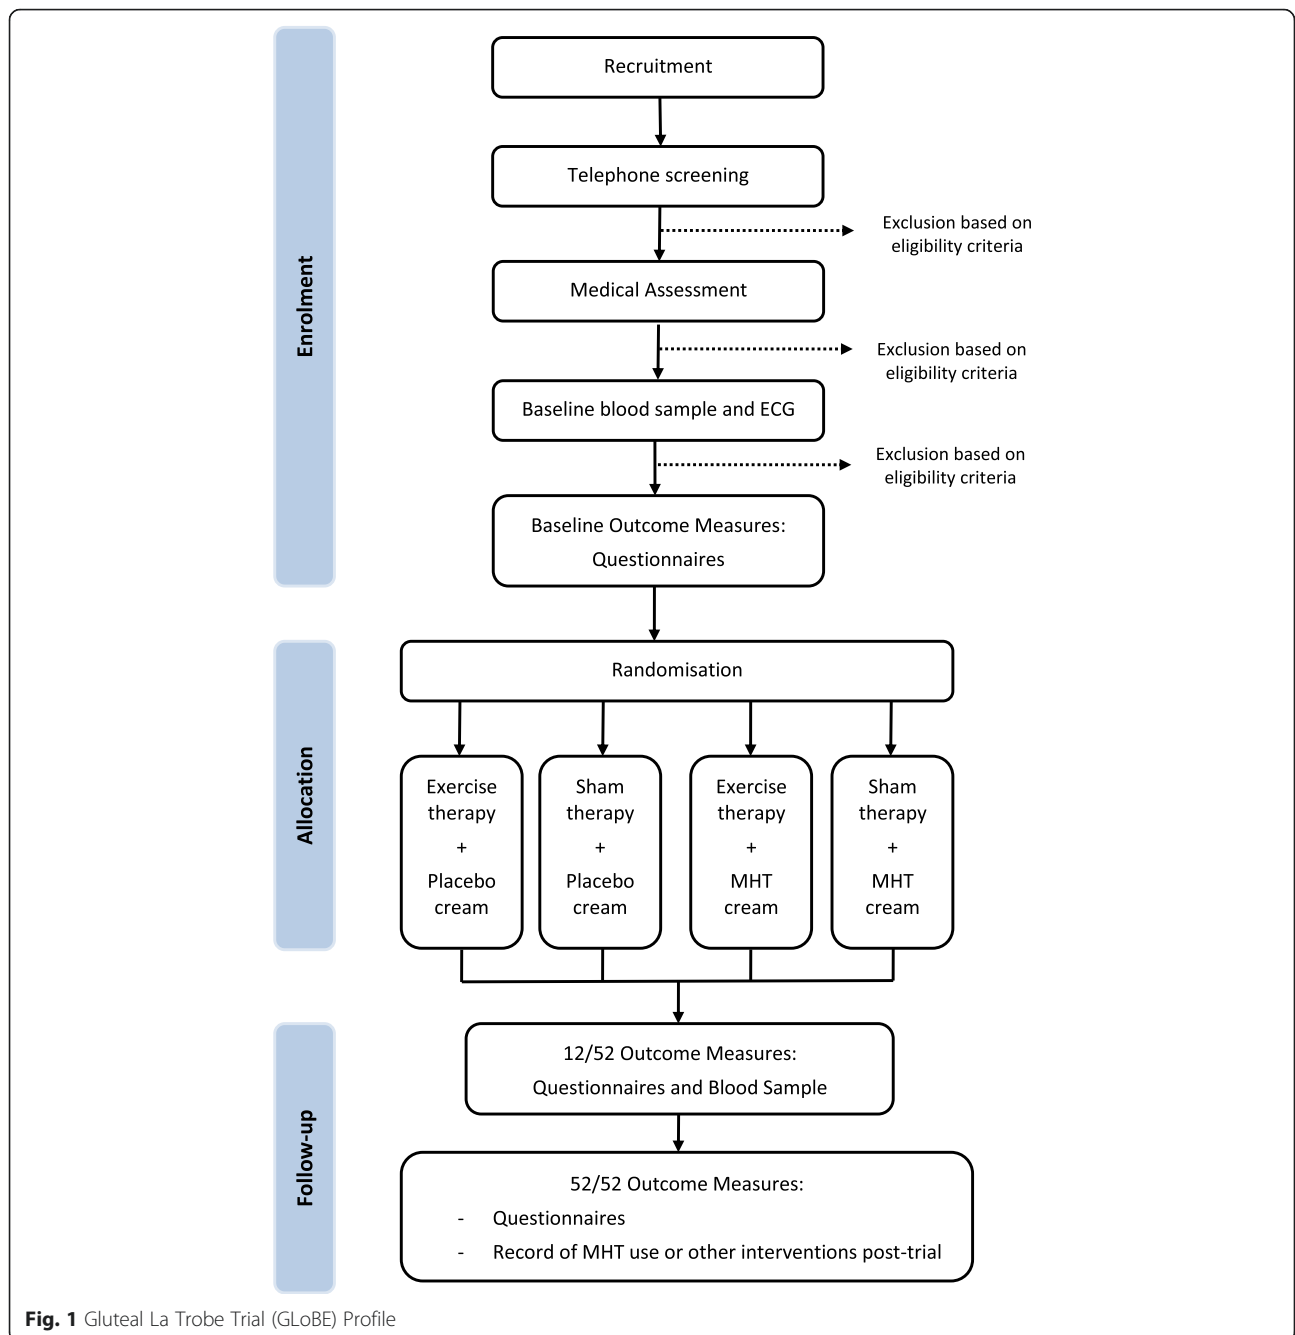 Enrolment
Recruitment
Telephone screening
Exclusion based on
eligibility criteria
Medical Assessment
Exclusion based on
eligibility criteria
Baseline blood sample and ECG
Exclusion based on
eligibility criteria
Baseline Outcome Measures:
Questionnaires
Allocation
Randomisation
Exercise
therapy
+
Placebo
cream
Sham
therapy
+
Placebo
cream
Exercise
therapy
+
MHT
cream
Sham
therapy
+
MHT
cream
Follow-up
12/52 Outcome Measures:
Questionnaires and Blood Sample
52/52 Outcome Measures:
- Questionnaires
- Record of MHT use or other interventions post-trial
Fig. 1 Gluteal La Trobe Trial (GLoBE) Profile